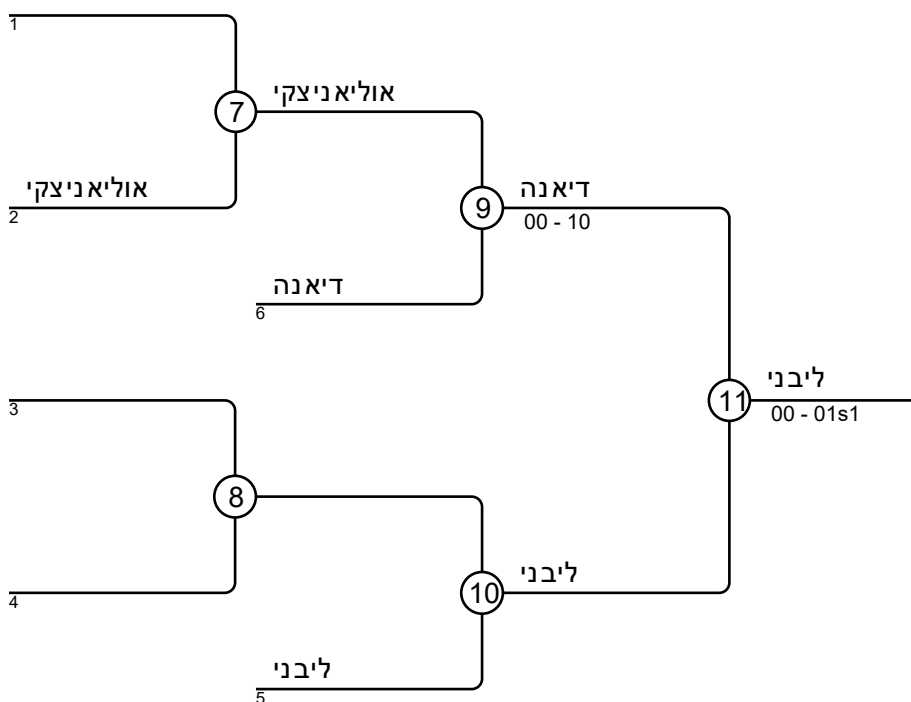 1
אוליאניצקי
7
אוליאניצקי
2
דיאנה
9
00 - 10
דיאנה
6
3
ליבני
11
00 - 01s1
8
ליבני
10
4
ליבני
5